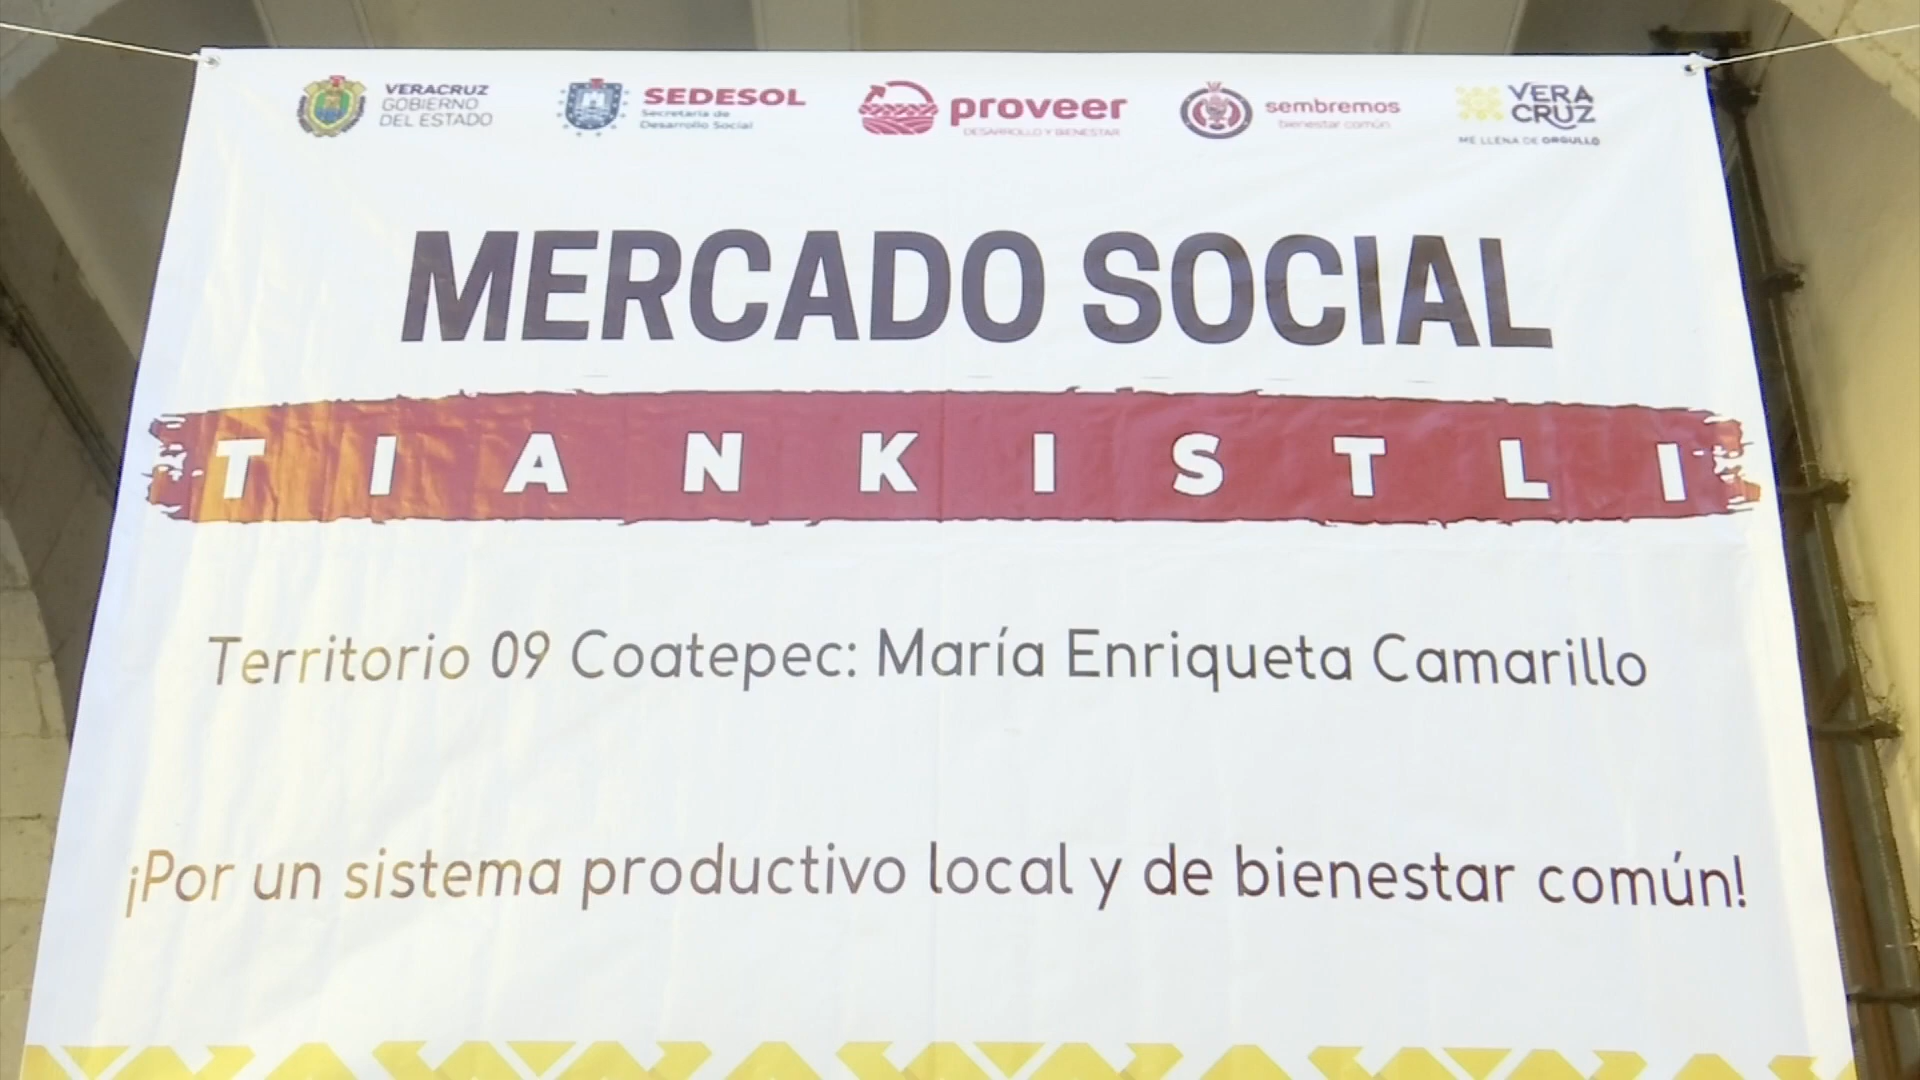 VERACRUZ
GOBIERNO
DEL ESTADO
SEDESOL
Secretaría de
Desarrollo Social
proveer
DESARROLLO Y BIENESTAR
sembremos
bienestar común
VERA
CRUZ
ME LLENA DE ORGULLO
MERCADO SOCIAL
TIANKISTLI
Territorio 09 Coatepec: María Enriqueta Camarillo
¡Por un sistema productivo local y de bienestar común!